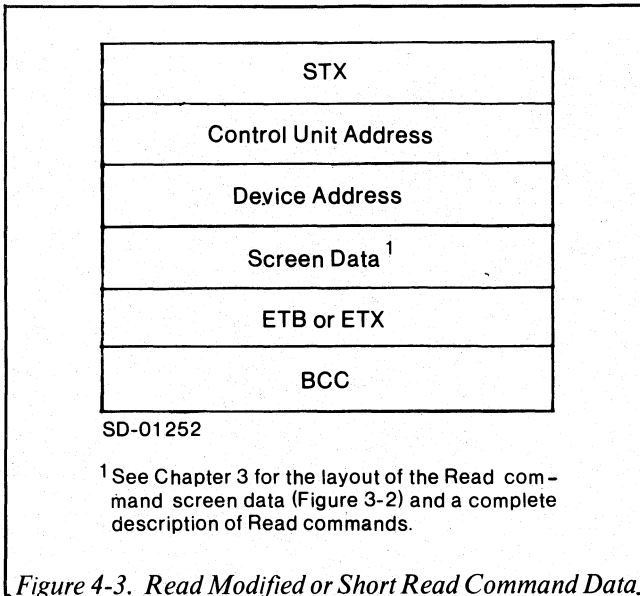 STX
Control Unit Address
Device Address
Screen Data 1
ETB or ETX
BCC
SD-01252
1 See Chapter 3 for the layout of the Read com-
mand screen data (Figure 3-2) and a complete
description of Read commands.
Figure 4-3. Read Modified or Short Read Command Data,